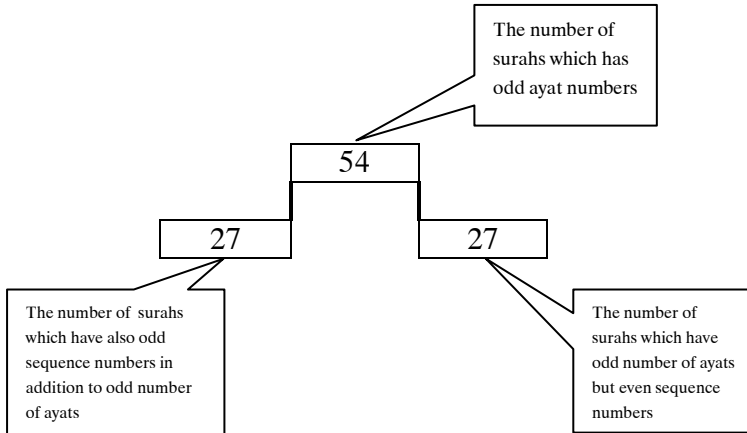 The number of
surahs which has
odd ayat numbers
54
27
27
The number of surahs
which have also odd
sequence numbers in
addition to odd number
of ayats
The number of
surahs which have
odd number of ayats
but even sequence
numbers